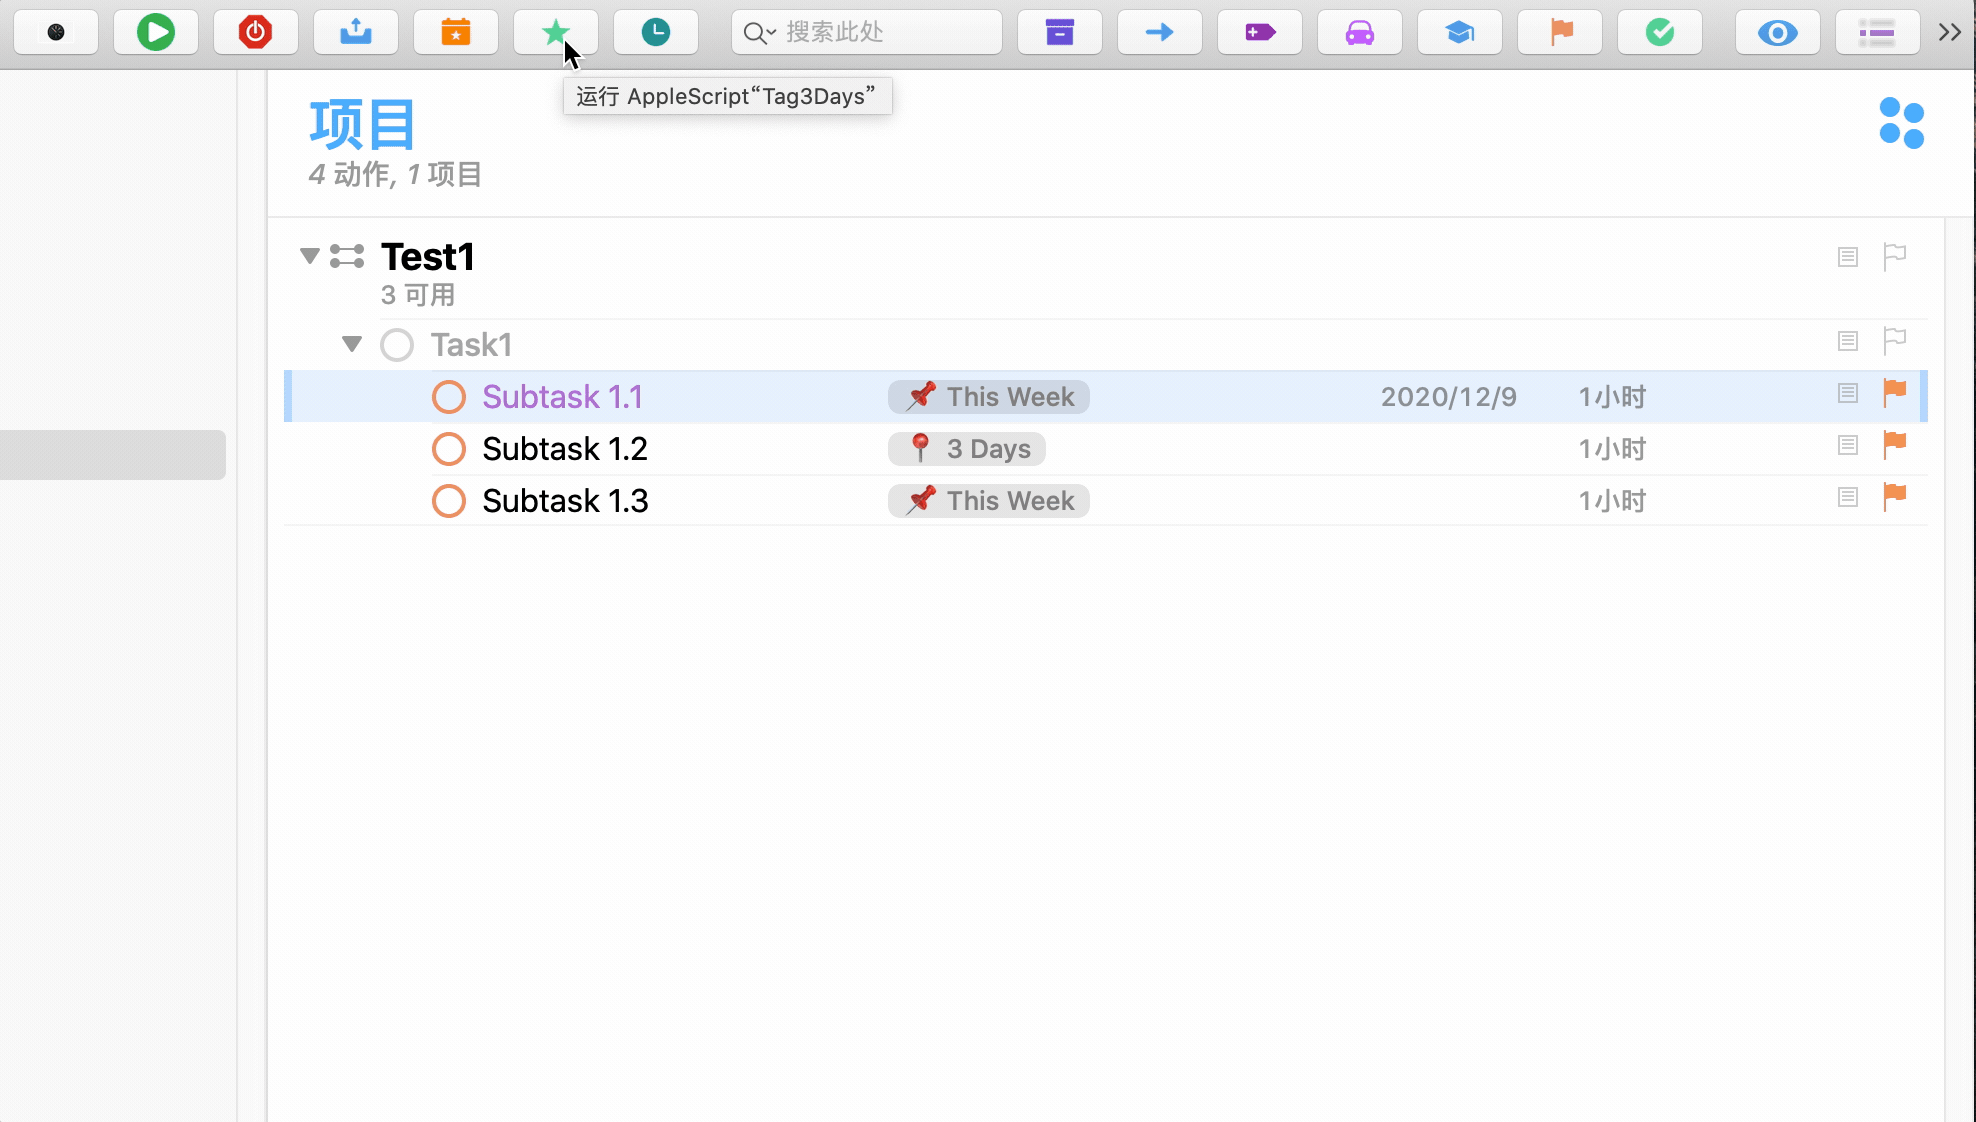 搜索此处
运行 AppleScript“Tag3Days”
项目
4 动作, 1 项目
Test1
3 可用
Task1
Subtask 1.1 This Week 2020/12/9 1小时
Subtask 1.2 3 Days 1小时
Subtask 1.3 This Week 1小时